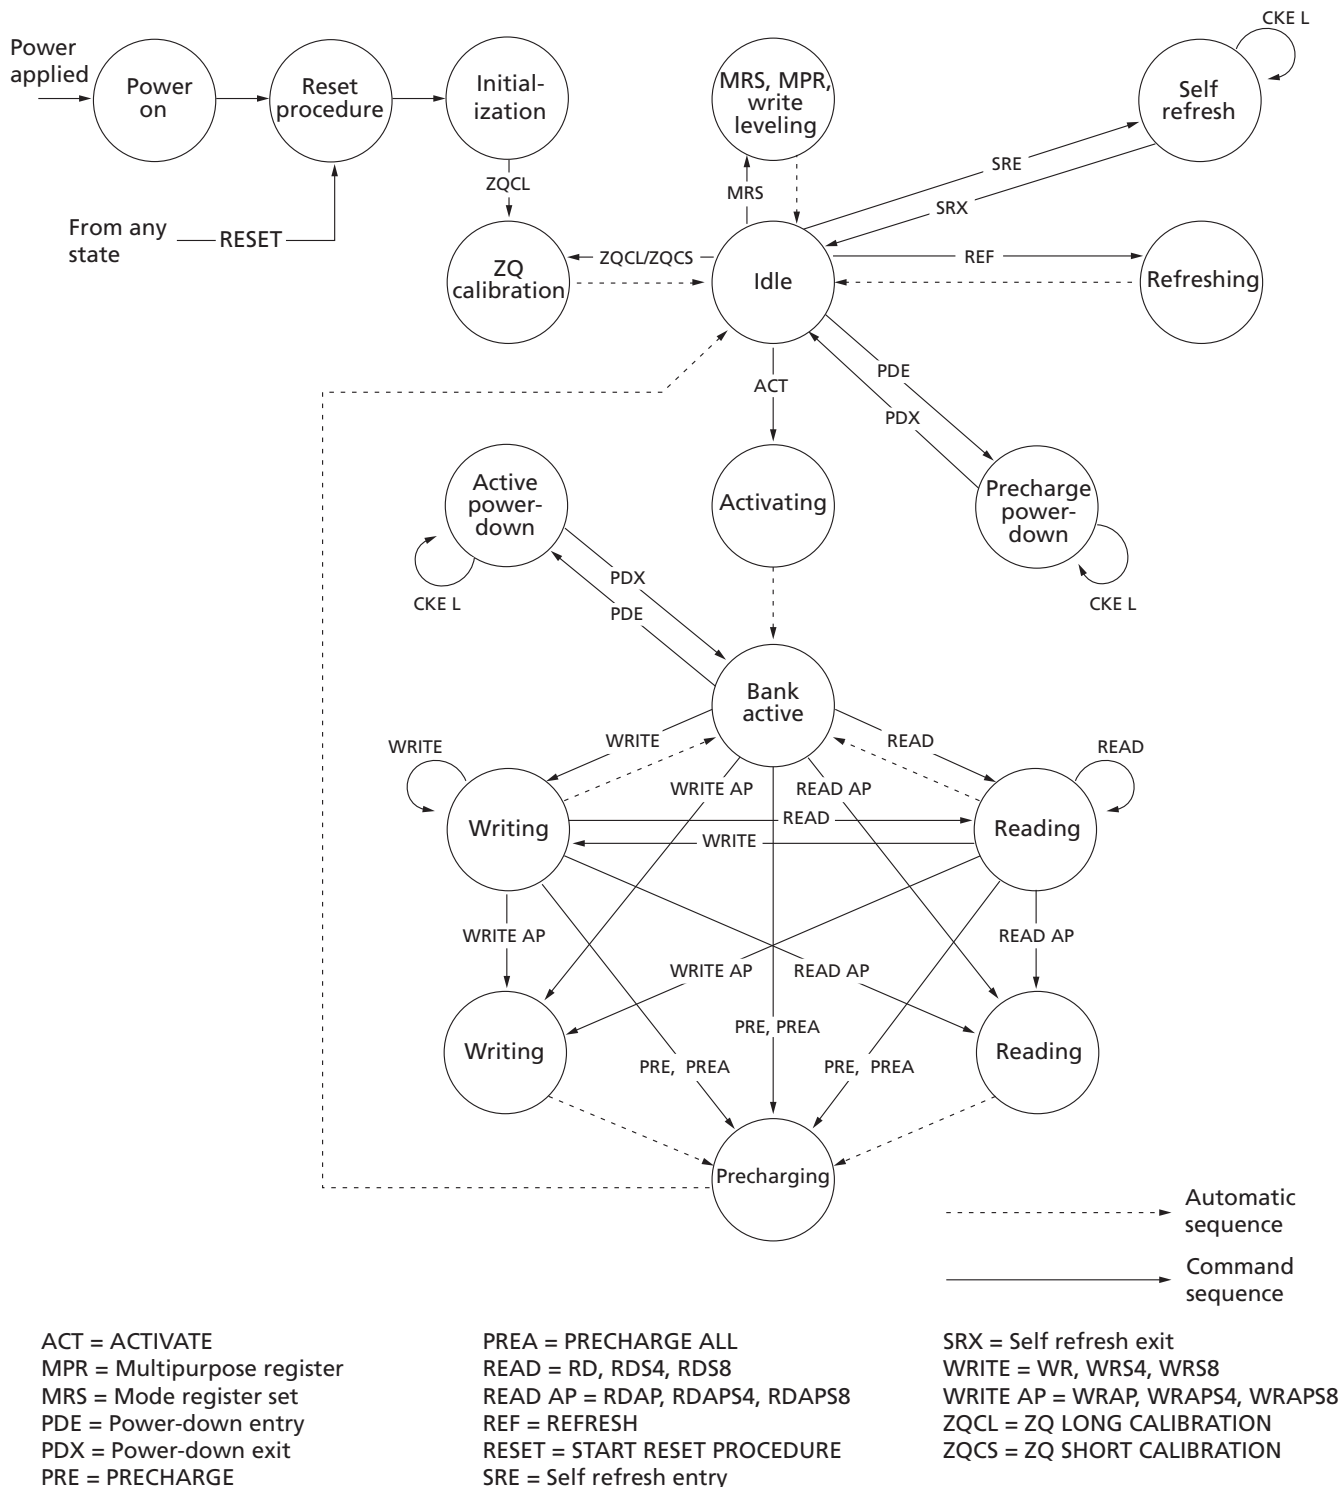 CKE L
Power
applied
Power
on
Reset
procedure
Initial-
ization
MRS, MPR,
write
leveling
Self
refresh
ZQCL
MRS
SRE
SRX
From any
state
RESET
ZQ
calibration
ZQCL/ZQCS
Idle
REF
Refreshing
PDE
ACT
PDX
Active
power-
down
Activating
Precharge
power-
down
PDX
CKE L
PDE
CKE L
Bank
active
WRITE
WRITE
READ
READ
WRITE AP
READ AP
Writing
READ
Reading
WRITE
WRITE AP
READ AP
WRITE AP
READ AP
PRE, PREA
Writing
Reading
PRE, PREA
PRE, PREA
Precharging
Automatic
sequence
Command
sequence
ACT = ACTIVATE
MPR = Multipurpose register
MRS = Mode register set
PDE = Power-down entry
PDX = Power-down exit
PRE = PRECHARGE
PREA = PRECHARGE ALL
READ = RD, RDS4, RDS8
READ AP = RDAP, RDAPS4, RDAPS8
REF = REFRESH
RESET = START RESET PROCEDURE
SRE = Self refresh entry
SRX = Self refresh exit
WRITE = WR, WRS4, WRS8
WRITE AP = WRAP, WRAPS4, WRAPS8
ZQCL = ZQ LONG CALIBRATION
ZQCS = ZQ SHORT CALIBRATION